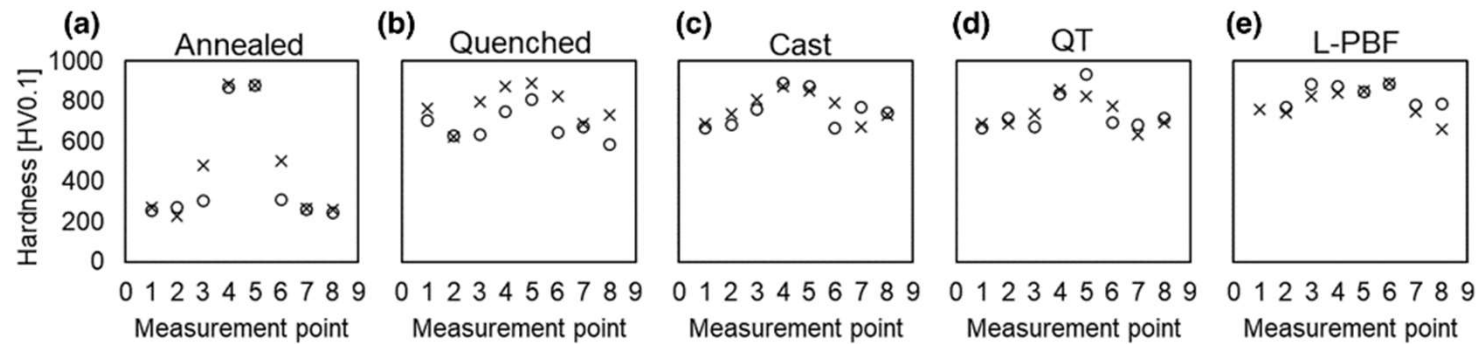 (a) (b) (c) (d) (e)
Annealed Quenched Cast QT L-PBF
Hardness [HV0.1]
1000
800
600
400
200
0
0 1 2 3 4 5 6 7 8 9 0 1 2 3 4 5 6 7 8 9 0 1 2 3 4 5 6 7 8 9 0 1 2 3 4 5 6 7 8 9 0 1 2 3 4 5 6 7 8 9
Measurement point Measurement point Measurement point Measurement point Measurement point